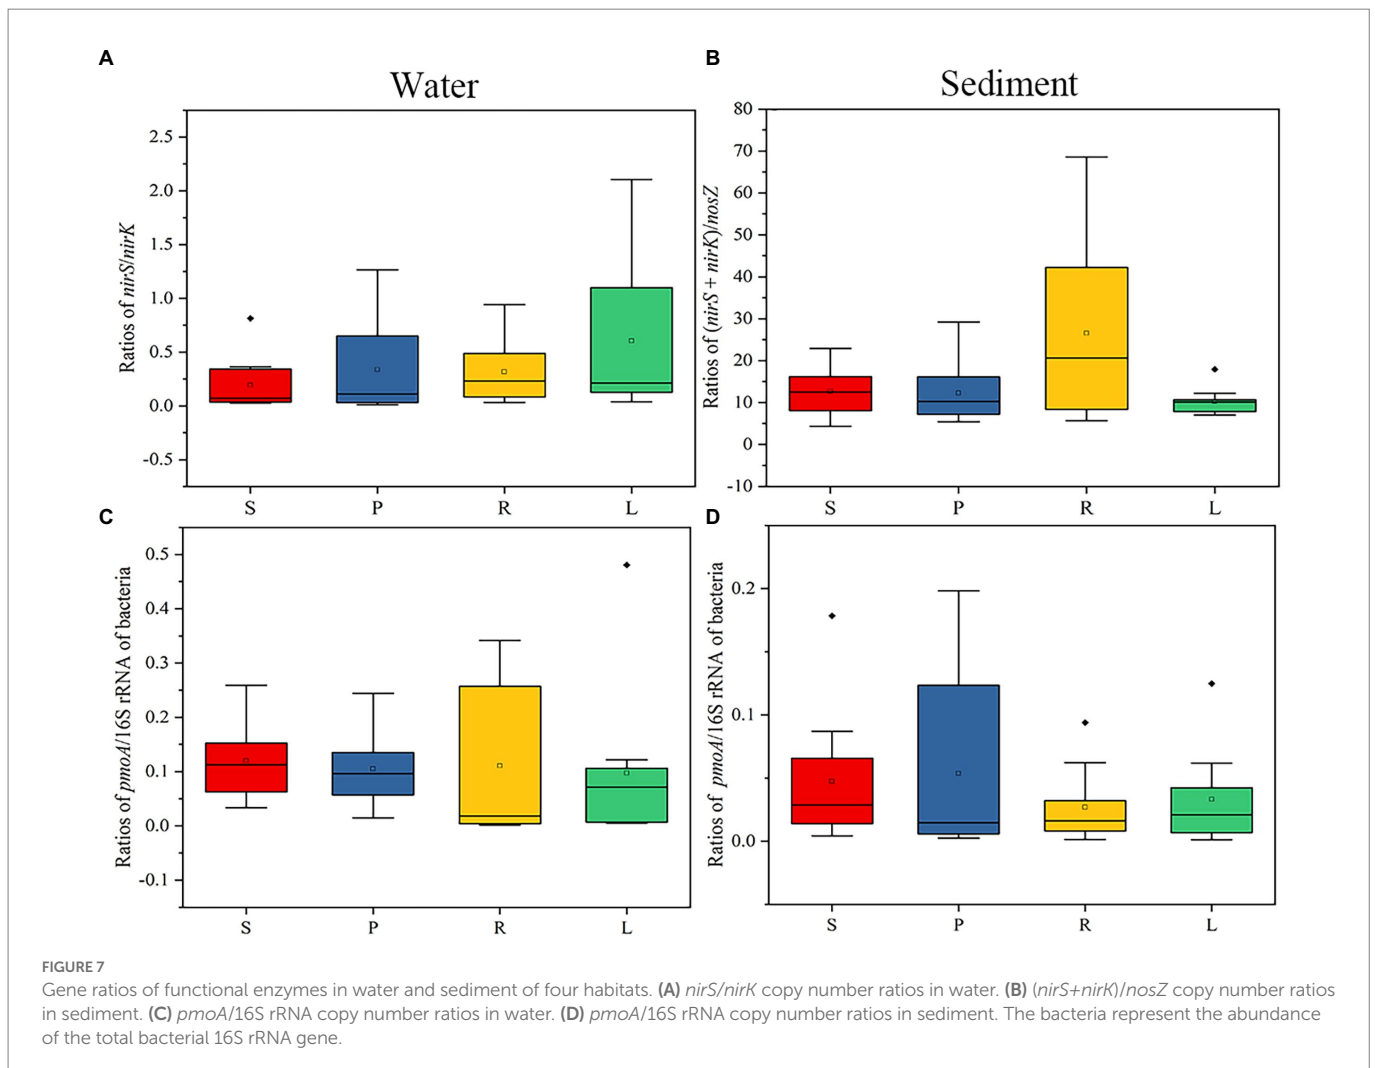 A
Water
Ratios of nirS/nirK
2.5
2.0
1.5
1.0
0.5
0.0
-0.5
S P R L
B
Sediment
Ratios of (nirS + nirK)/nosZ
80
70
60
50
40
30
20
10
0
-10
S P R L
C
Ratios of pmoA/16S rRNA of bacteria
0.5
0.4
0.3
0.2
0.1
0.0
-0.1
S P R L
D
Ratios of pmoA/16S rRNA of bacteria
0.2
0.1
0.0
S P R L
FIGURE 7
Gene ratios of functional enzymes in water and sediment of four habitats. (A) nirS/nirK copy number ratios in water. (B) (nirS+nirK)/nosZ copy number ratios
in sediment. (C) pmoA/16S rRNA copy number ratios in water. (D) pmoA/16S rRNA copy number ratios in sediment. The bacteria represent the abundance
of the total bacterial 16S rRNA gene.